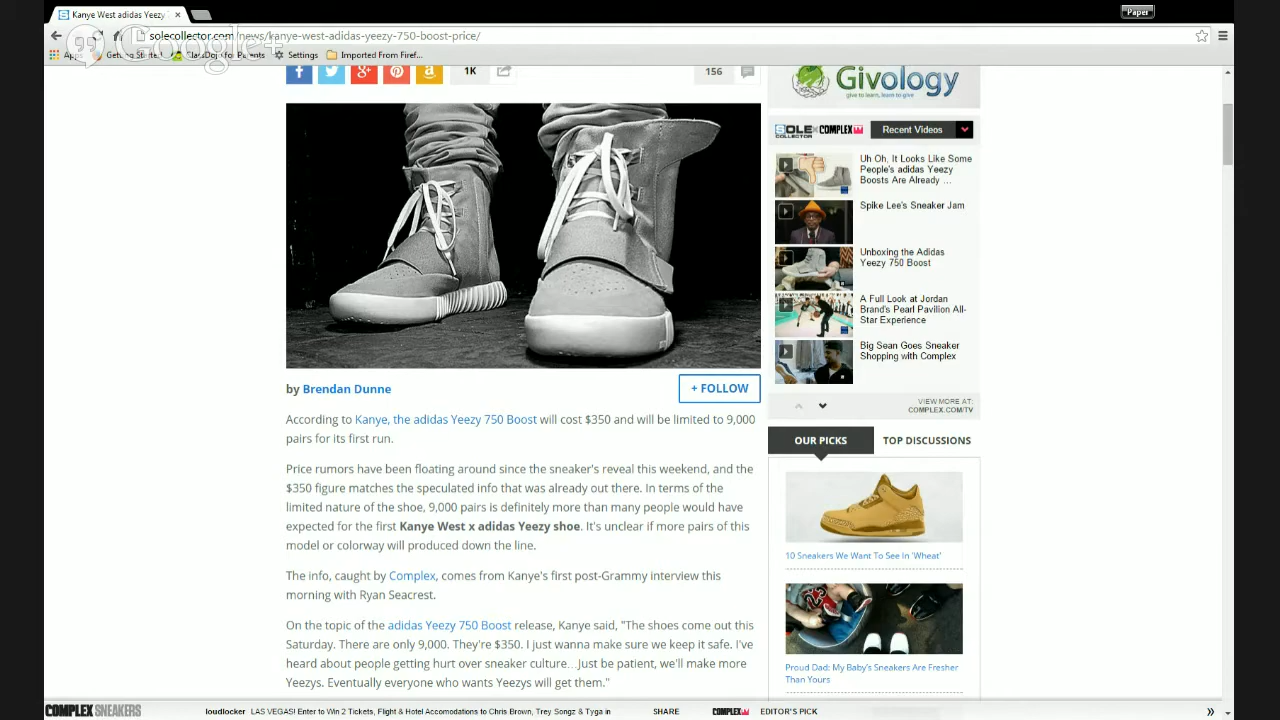 Kanye West adidas Yeezy
Paper
solecollector.com/news/kanye-west-adidas-yeezy-750-boost-price/
Google+
Apps
Getting Started
ClassDojo for Parents
Settings
Imported From Firef...
1K
156
Givology
give to learn, learn to give
SOLE COLLECTOR
COMPLEX
Recent Videos
Uh Oh, It Looks Like Some
People's adidas Yeezy
Boosts Are Already ...
Spike Lee's Sneaker Jam
Unboxing the Adidas
Yeezy 750 Boost
A Full Look at Jordan
Brand's Pearl Pavilion All-
Star Experience
Big Sean Goes Sneaker
Shopping with Complex
VIEW MORE AT:
COMPLEX.COM/TV
by Brendan Dunne
+ FOLLOW
According to Kanye, the adidas Yeezy 750 Boost will cost $350 and will be limited to 9,000
pairs for its first run.
Price rumors have been floating around since the sneaker's reveal this weekend, and the
$350 figure matches the speculated info that was already out there. In terms of the
limited nature of the shoe, 9,000 pairs is definitely more than many people would have
expected for the first Kanye West x adidas Yeezy shoe. It's unclear if more pairs of this
model or colorway will produced down the line.
The info, caught by Complex, comes from Kanye's first post-Grammy interview this
morning with Ryan Seacrest.
On the topic of the adidas Yeezy 750 Boost release, Kanye said, "The shoes come out this
Saturday. There are only 9,000. They're $350. I just wanna make sure we keep it safe. I've
heard about people getting hurt over sneaker culture…Just be patient, we'll make more
Yeezys. Eventually everyone who wants Yeezys will get them."
OUR PICKS
TOP DISCUSSIONS
10 Sneakers We Want To See In 'Wheat'
23
Proud Dad: My Baby's Sneakers Are Fresher
Than Yours
COMPLEX SNEAKERS
loudlocker
LAS VEGAS! Enter to Win 2 Tickets, Flight & Hotel Accomodations to Chris Brown, Trey Songz & Tyga in
SHARE
COMPLEX
EDITOR'S PICK